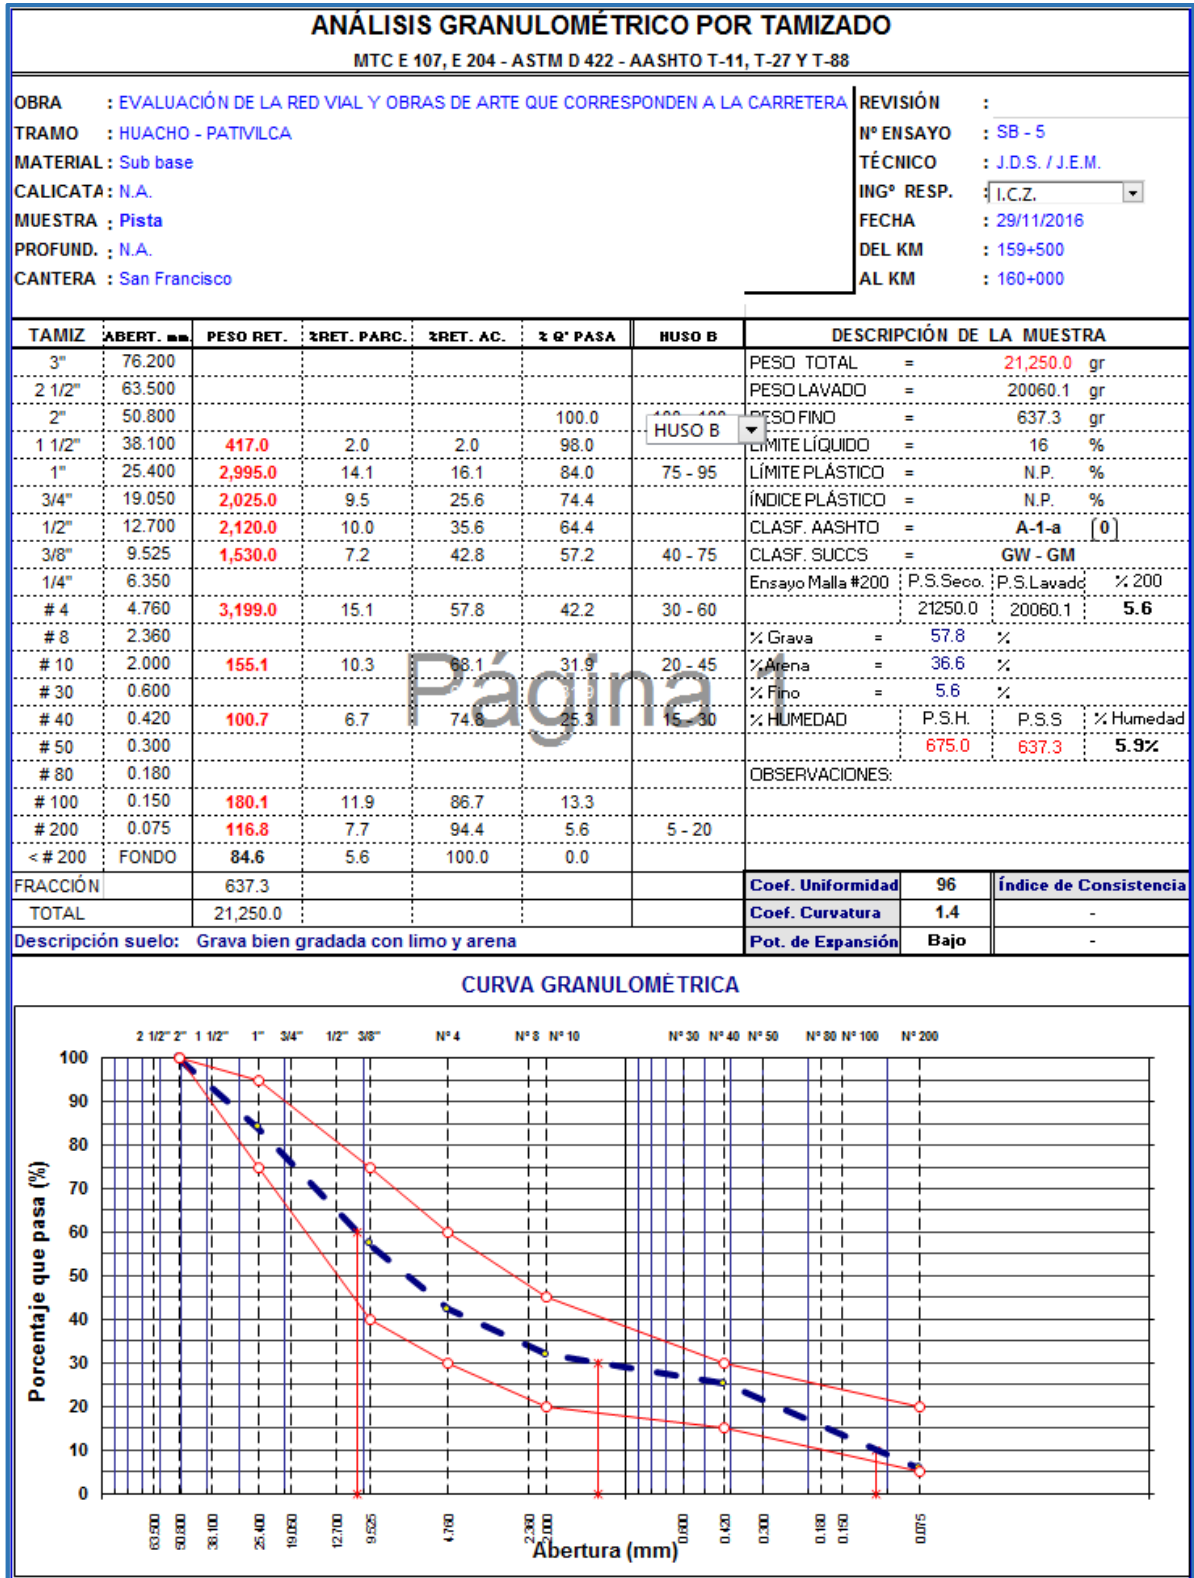 ANÁLISIS GRANULOMÉTRICO POR TAMIZADO
MTC E 107, E 204 - ASTM D 422 - AASHTO T-11, T-27 Y T-88
OBRA : EVALUACIÓN DE LA RED VIAL Y OBRAS DE ARTE QUE CORRESPONDEN A LA CARRETERA REVISIÓN :
TRAMO : HUACHO - PATIVILCA Nº ENSAYO : SB - 5
MATERIAL : Sub base TÉCNICO : J.D.S. / J.E.M.
CALICATA : N.A. INGº RESP. : I.C.Z.
MUESTRA : Pista FECHA : 29/11/2016
PROFUND. : N.A. DEL KM : 159+500
CANTERA : San Francisco AL KM : 160+000
TAMIZ ABERT. mm. PESO RET. %RET. PARC. %RET. AC. % Q' PASA HUSO B DESCRIPCIÓN DE LA MUESTRA
3" 76.200 PESO TOTAL = 21,250.0 gr
2 1/2" 63.500 PESO LAVADO = 20060.1 gr
2" 50.800 100.0 100 - 100 PESO FINO = 637.3 gr
HUSO B
1 1/2" 38.100 417.0 2.0 2.0 98.0 LÍMITE LÍQUIDO = 16 %
1" 25.400 2,995.0 14.1 16.1 84.0 75 - 95 LÍMITE PLÁSTICO = N.P. %
3/4" 19.050 2,025.0 9.5 25.6 74.4 ÍNDICE PLÁSTICO = N.P. %
1/2" 12.700 2,120.0 10.0 35.6 64.4 CLASF. AASHTO = A-1-a (0)
3/8" 9.525 1,530.0 7.2 42.8 57.2 40 - 75 CLASF. SUCCS = GW - GM
1/4" 6.350 Ensayo Malla #200 P.S.Seco. P.S.Lavado % 200
# 4 4.760 3,199.0 15.1 57.8 42.2 30 - 60 21250.0 20060.1 5.6
# 8 2.360 % Grava = 57.8 %
# 10 2.000 155.1 10.3 68.1 31.9 20 - 45 %Arena = 36.6 %
Página 1
# 30 0.600 % Fino = 5.6 %
# 40 0.420 100.7 6.7 74.8 25.3 15 - 30 % HUMEDAD P.S.H. P.S.S % Humedad
# 50 0.300 675.0 637.3 5.9%
# 80 0.180 OBSERVACIONES:
# 100 0.150 180.1 11.9 86.7 13.3
# 200 0.075 116.8 7.7 94.4 5.6 5 - 20
< # 200 FONDO 84.6 5.6 100.0 0.0
FRACCIÓN 637.3 Coef. Uniformidad 96 Índice de Consistencia
TOTAL 21,250.0 Coef. Curvatura 1.4 -
Descripción suelo: Grava bien gradada con limo y arena Pot. de Expansión Bajo -
CURVA GRANULOMÉTRICA
2 1/2" 2" 1 1/2" 1" 3/4" 1/2" 3/8" Nº 4 Nº 8 Nº 10 Nº 30 Nº 40 Nº 50 Nº 80 Nº 100 Nº 200
100
90
80
70
60
50
40
30
20
10
0
Porcentaje que pasa (%)
63.500 50.800 38.100 25.400 19.050 12.700 9.525 4.760 2.360 2.000 0.600 0.420 0.300 0.180 0.150 0.075
Abertura (mm)